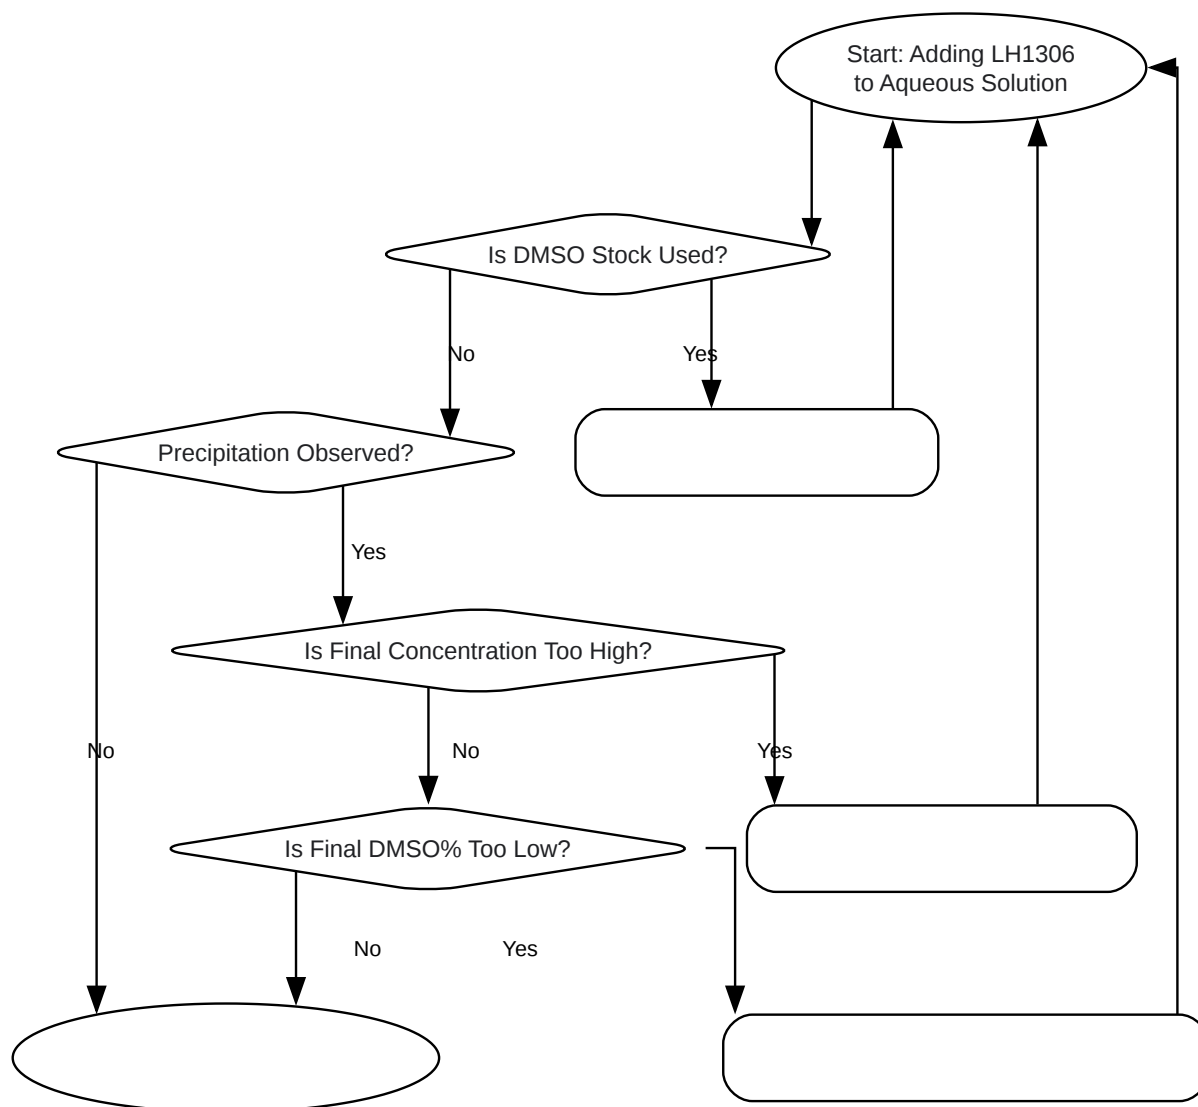 Start: Adding LH1306
to Aqueous Solution
Is DMSO Stock Used?
No
Yes
Precipitation Observed?
Yes
Is Final Concentration Too High?
No
No
Yes
Is Final DMSO% Too Low?
No
Yes